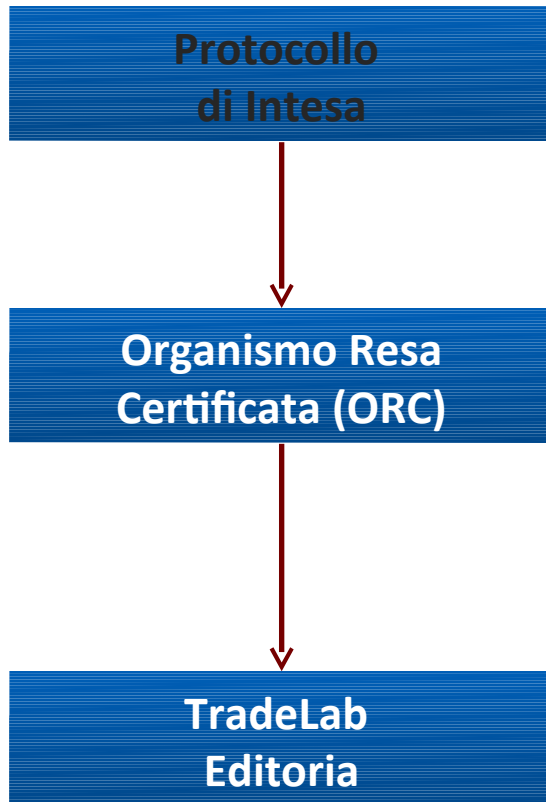 Protocollo
di Intesa
Organismo Resa
Certificata (ORC)
TradeLab
Editoria